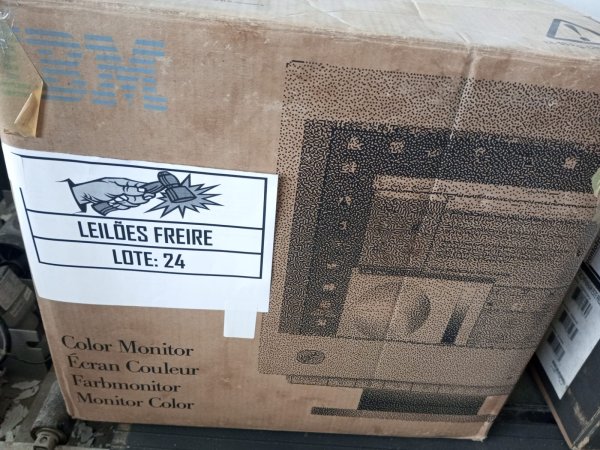 IBM
LEILÕES FREIRE
LOTE: 24
Color Monitor
Écran Couleur
Farbmonitor
Monitor Color